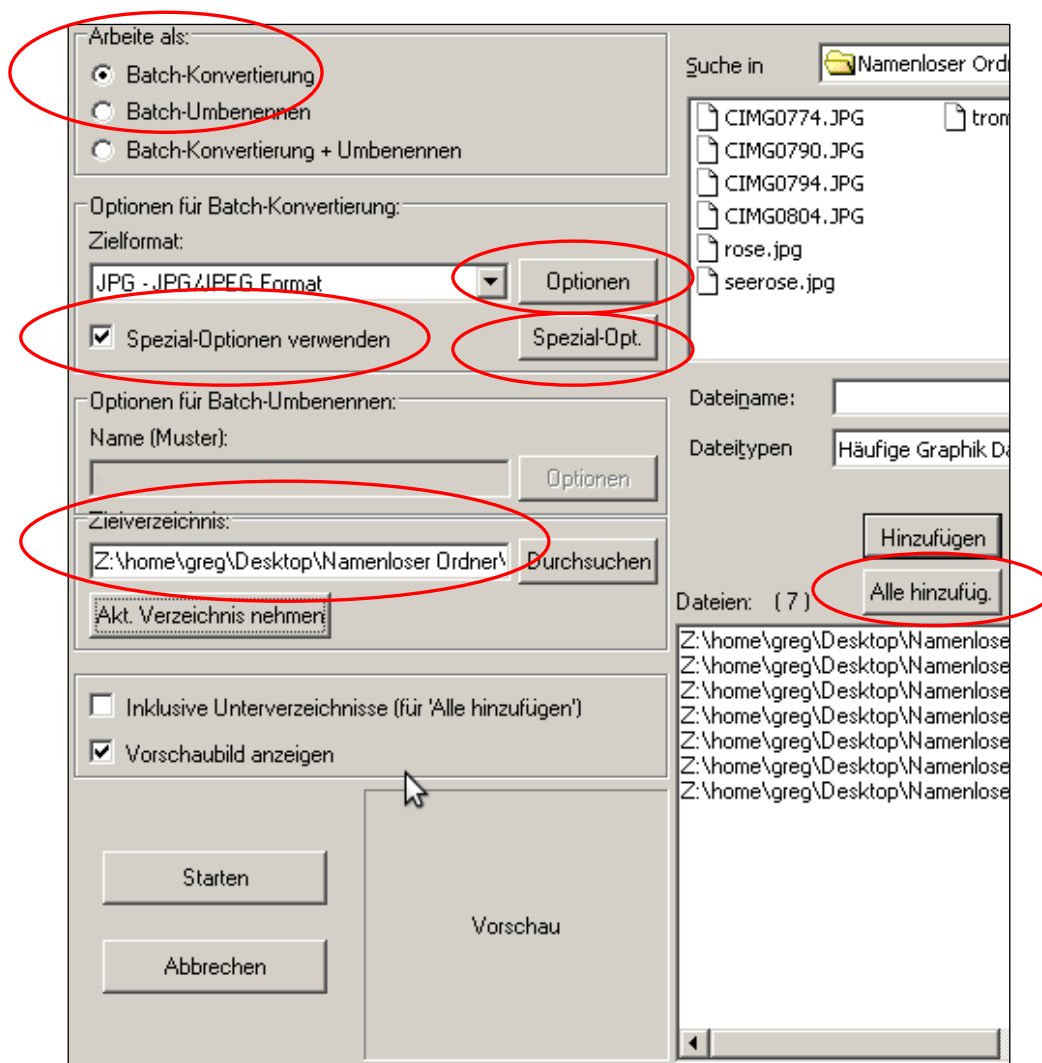 Arbeite als:
Batch-Konvertierung
Batch-Umbenennen
Batch-Konvertierung + Umbenennen
Optionen für Batch-Konvertierung:
Zielformat:
JPG - JPG/JPEG Format
Optionen
Spezial-Optionen verwenden
Spezial-Opt.
Optionen für Batch-Umbenennen:
Name (Muster):
Optionen
Zielverzeichnis:
Z:\home\greg\Desktop\Namenloser Ordner\
Durchsuchen
Akt. Verzeichnis nehmen
Inklusive Unterverzeichnisse (für 'Alle hinzufügen')
Vorschaubild anzeigen
Starten
Abbrechen
Vorschau
Suche in
Namenloser Ord
CIMG0774.JPG
CIMG0790.JPG
CIMG0794.JPG
CIMG0804.JPG
rose.jpg
seerose.jpg
trom
Dateiname:
Dateitypen
Häufige Graphik Da
Hinzufügen
Alle hinzufüg.
Dateien: ( 7 )
Z:\home\greg\Desktop\Namenlose
Z:\home\greg\Desktop\Namenlose
Z:\home\greg\Desktop\Namenlose
Z:\home\greg\Desktop\Namenlose
Z:\home\greg\Desktop\Namenlose
Z:\home\greg\Desktop\Namenlose
Z:\home\greg\Desktop\Namenlose